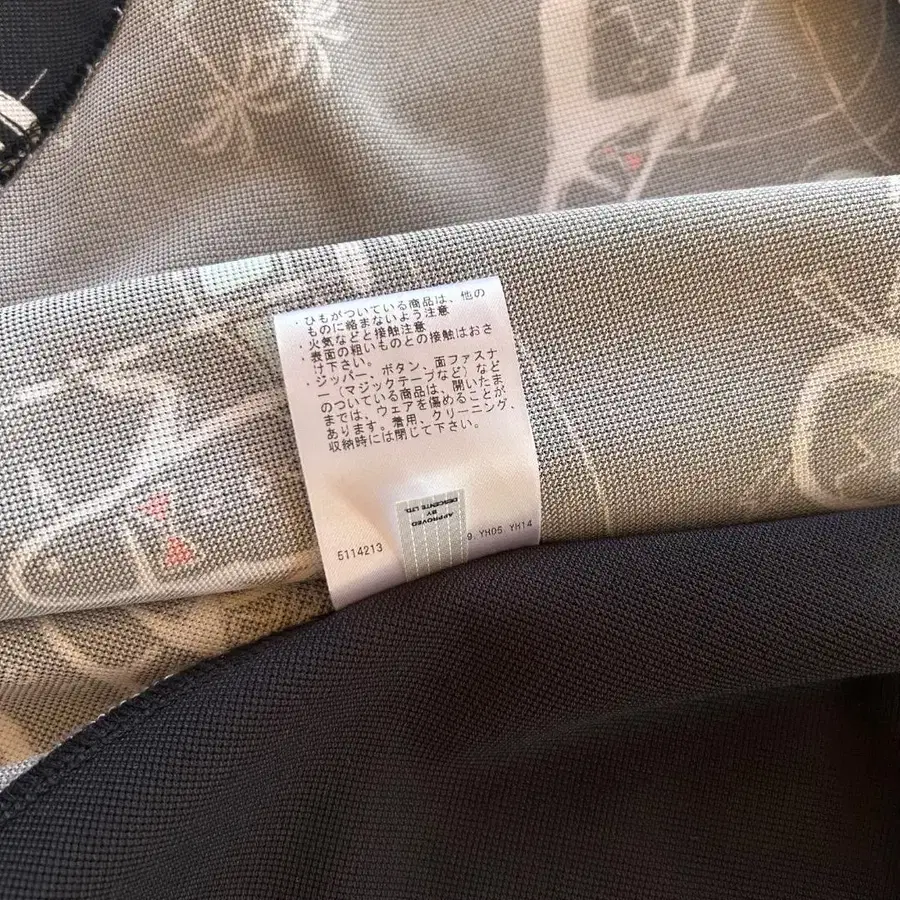 ・ひもがついている商品は、他の
ものに絡まないよう注意
・火気などと接触注意
・表面の粗いものとの接触はおさ
け下さい。
・ジッパー、ボタン、面ファスナ
ー（マジックテープなど）など
のついている商品は、開いたま
までは、ウェアを傷めることが
あります。着用、クリーニング、
収納時には閉じて下さい。
APPROVED
BY
DESCENTE LTD.
5114213
9. YH05. YH14